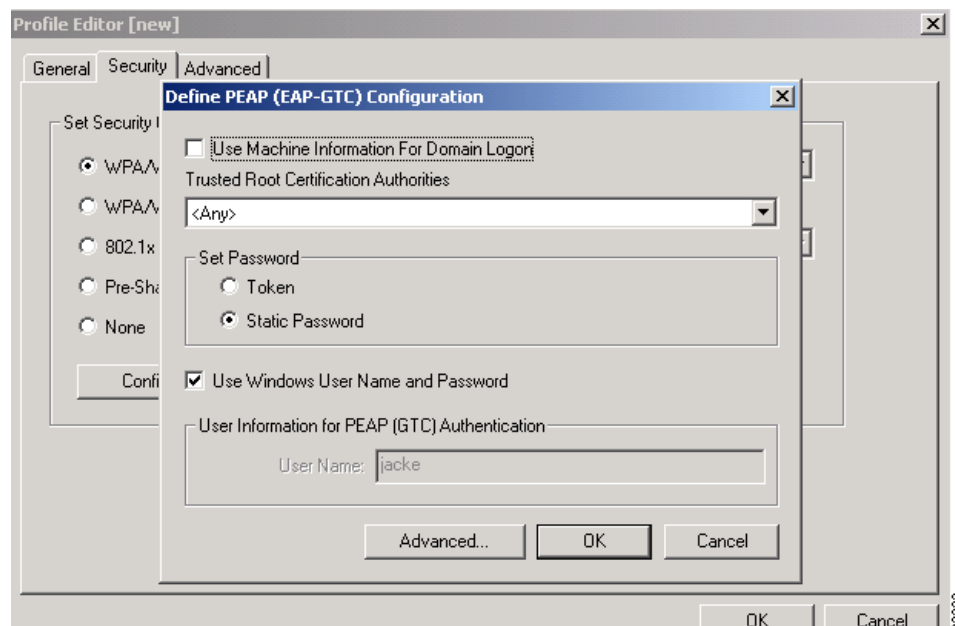 Profile Editor [new]
General Security Advanced
Define PEAP (EAP-GTC) Configuration
Set Security
Use Machine Information For Domain Logon
WPA/
Trusted Root Certification Authorities
WPA/
<Any>
802.1x
Set Password
Pre-Sha
Token
None
Static Password
Confi
Use Windows User Name and Password
User Information for PEAP (GTC) Authentication
User Name: jacke
Advanced... OK Cancel
OK Cancel